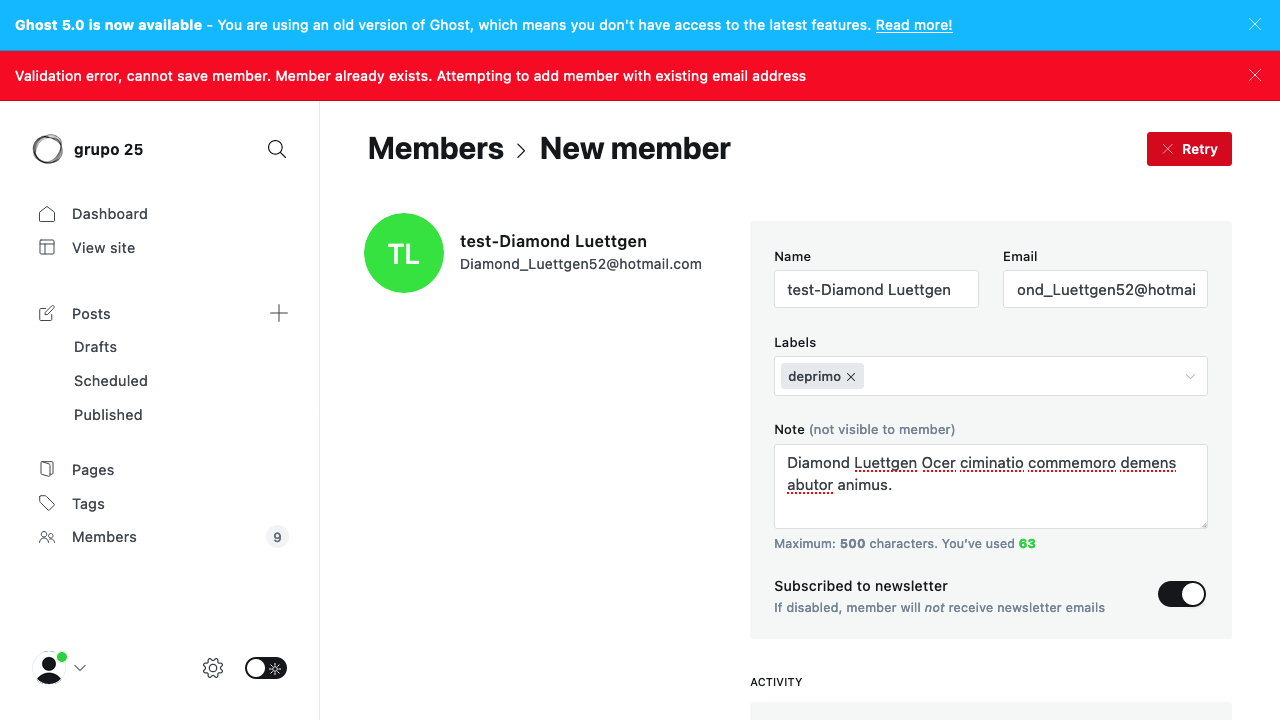 Ghost 5.0 is now available - You are using an old version of Ghost, which means you don't have access to the latest features. Read more!
Validation error, cannot save member. Member already exists. Attempting to add member with existing email address
grupo 25
Dashboard
View site
Posts
Drafts
Scheduled
Published
Pages
Tags
Members
9
Members
New member
Retry
TL
test-Diamond Luettgen
Diamond_Luettgen52@hotmail.com
Name
Email
test-Diamond Luettgen
ond_Luettgen52@hotmai
Labels
deprimo
Note (not visible to member)
Diamond Luettgen Ocer ciminatio commemoro demens
abutor animus.
Maximum: 500 characters. You've used 63
Subscribed to newsletter
If disabled, member will not receive newsletter emails
ACTIVITY